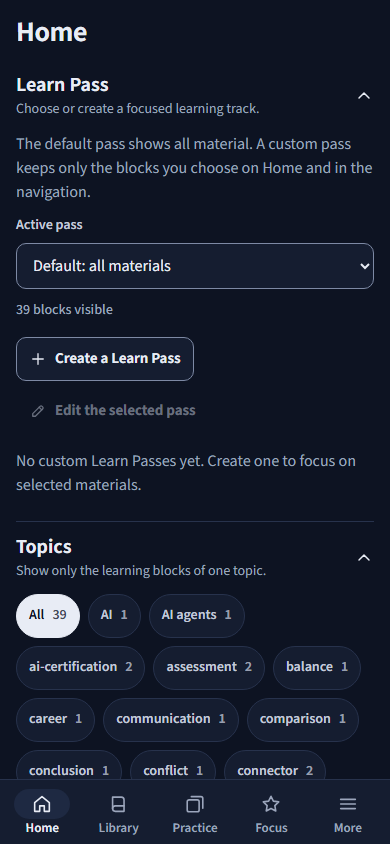 Home
Learn Pass
Choose or create a focused learning track.
The default pass shows all material. A custom pass
keeps only the blocks you choose on Home and in the
navigation.
Active pass
Default: all materials
39 blocks visible
Create a Learn Pass
Edit the selected pass
No custom Learn Passes yet. Create one to focus on
selected materials.
Topics
Show only the learning blocks of one topic.
All 39 AI 1 AI agents 1
ai-certification 2 assessment 2 balance 1
career 1 communication 1 comparison 1
conclusion 1 conflict 1 connector 2
Home Library Practice Focus More